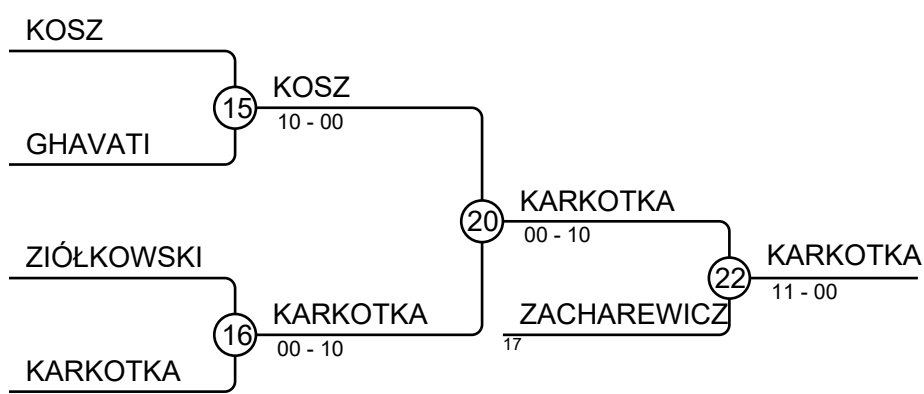 KOSZ
15
KOSZ
10 - 00
GHAVATI
20
KARKOTKA
00 - 10
ZIÓŁKOWSKI
16
KARKOTKA
00 - 10
KARKOTKA
22
KARKOTKA
11 - 00
ZACHAREWICZ
17